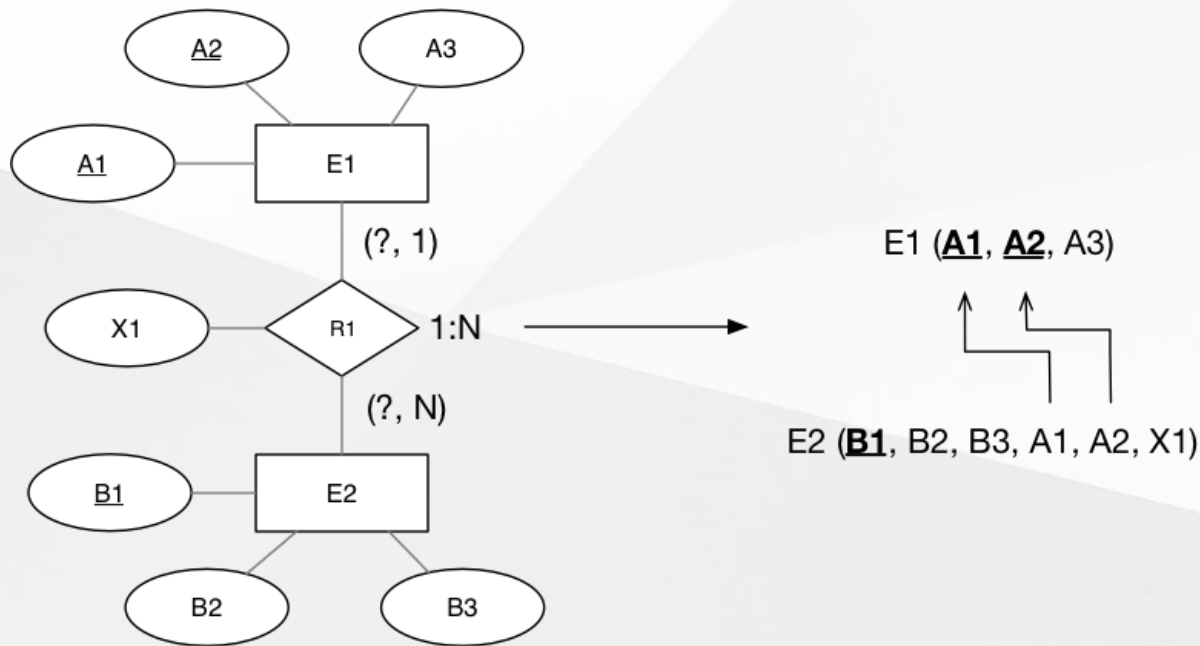 A2
A3
A1
E1
(?, 1)
E1 (A1, A2, A3)
X1
R1
1:N
(?, N)
E2 (B1, B2, B3, A1, A2, X1)
B1
E2
B2
B3